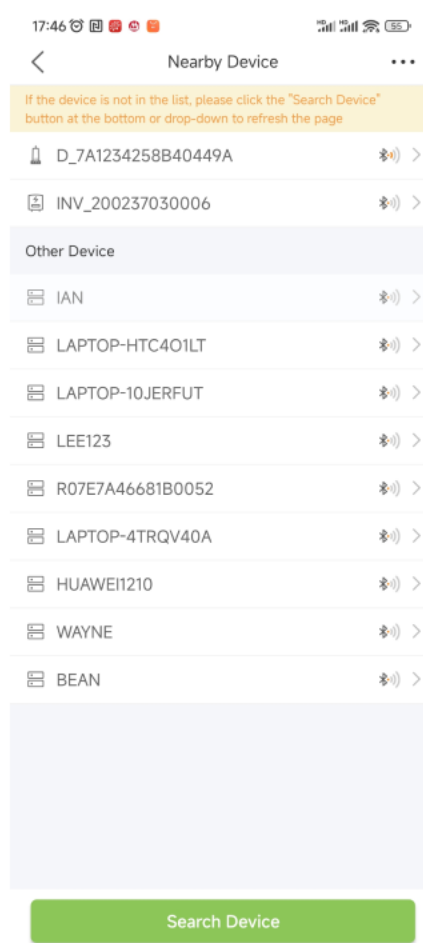 17:46
55
Nearby Device
If the device is not in the list, please click the "Search Device"
button at the bottom or drop-down to refresh the page
D_7A1234258B40449A
INV_200237030006
Other Device
IAN
LAPTOP-HTC4O1LT
LAPTOP-10JERFUT
LEE123
R07E7A46681B0052
LAPTOP-4TRQV40A
HUAWEI1210
WAYNE
BEAN
Search Device